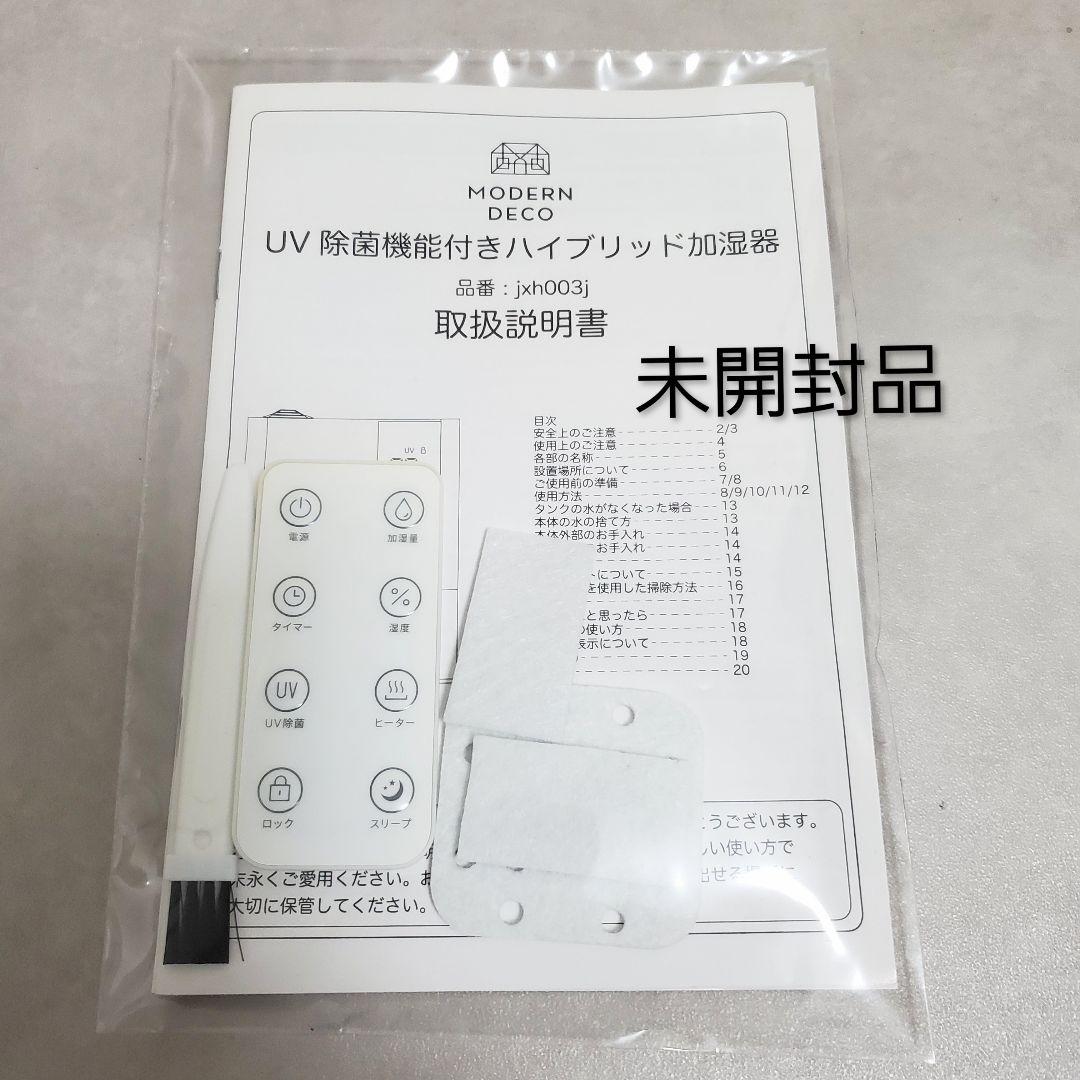 MODERN
DECO
UV 除菌機能付きハイブリッド加湿器
品番：jxh003j
取扱説明書
未開封品
目次
安全上のご注意 2/3
使用上のご注意 4
各部の名称 5
設置場所について 6
ご使用前の準備 7/8
使用方法 8/9/10/11/12
タンクの水がなくなった場合 13
本体の水の捨て方 13
本体外部のお手入れ 14
お手入れ 14
14
について 15
を使用した掃除方法 16
17
と思ったら 17
の使い方 18
表示について 18
19
20
UV
電源
加湿量
タイマー
%
湿度
UV
UV除菌
ヒーター
ロック
スリープ
とうございます。
しい使い方で
末永くご愛用ください。お
出せる
大切に保管してください。